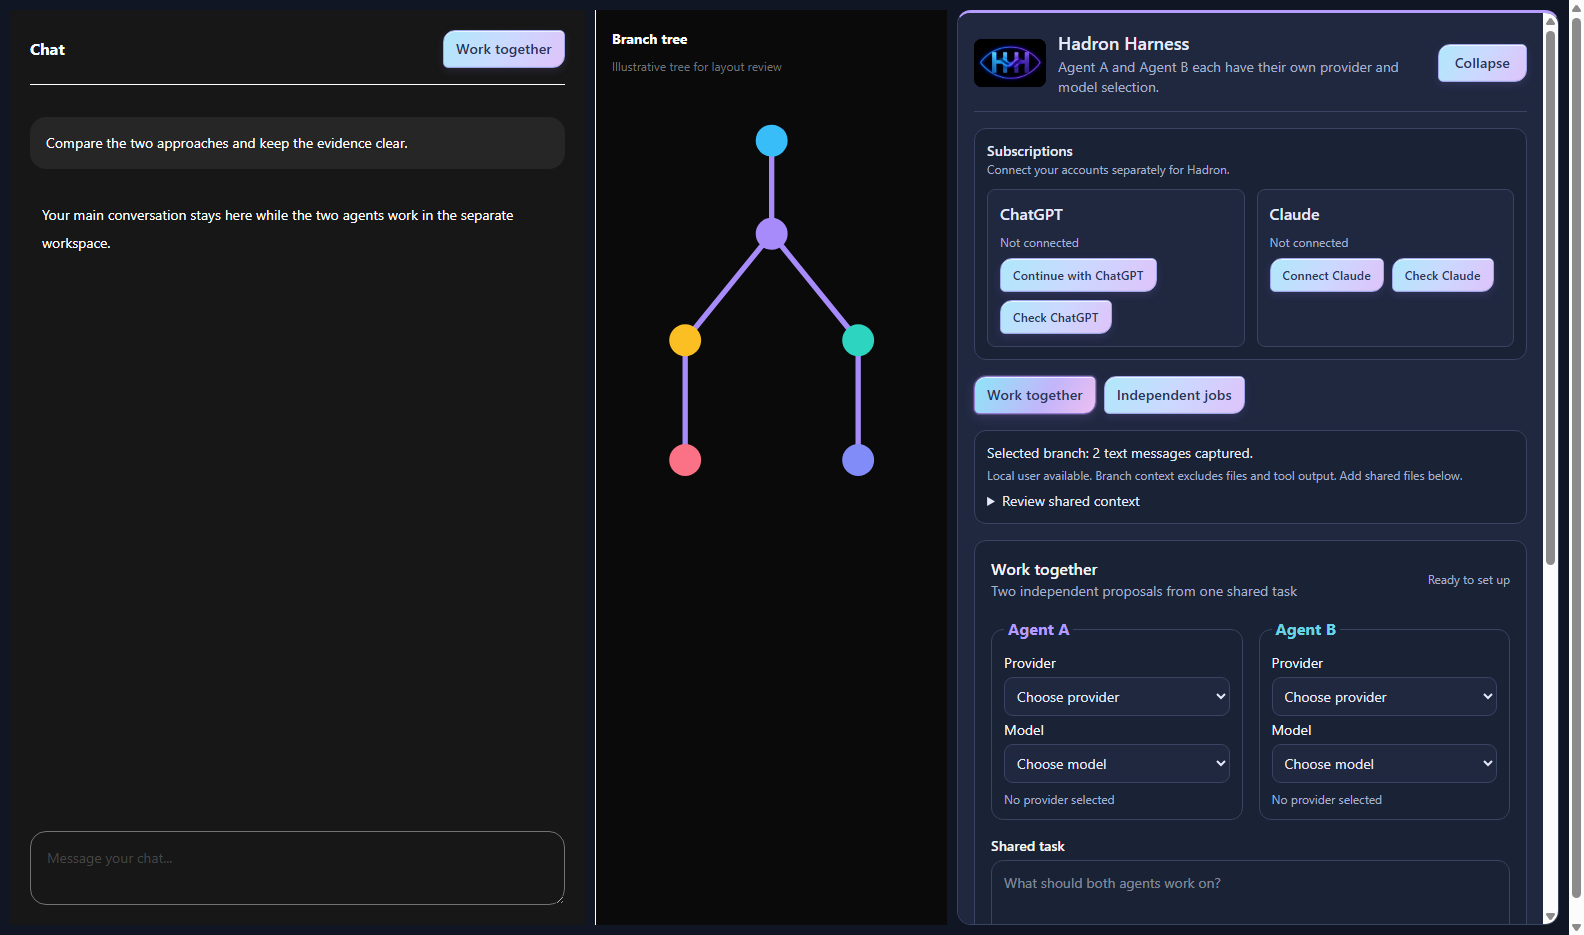 Chat
Work together
Compare the two approaches and keep the evidence clear.
Your main conversation stays here while the two agents work in the separate
workspace.
Message your chat...
Branch tree
Illustrative tree for layout review
HH
Hadron Harness
Agent A and Agent B each have their own provider and
model selection.
Collapse
Subscriptions
Connect your accounts separately for Hadron.
ChatGPT
Not connected
Continue with ChatGPT
Check ChatGPT
Claude
Not connected
Connect Claude
Check Claude
Work together
Independent jobs
Selected branch: 2 text messages captured.
Local user available. Branch context excludes files and tool output. Add shared files below.
Review shared context
Work together
Two independent proposals from one shared task
Ready to set up
Agent A
Provider
Choose provider
Model
Choose model
No provider selected
Agent B
Provider
Choose provider
Model
Choose model
No provider selected
Shared task
What should both agents work on?